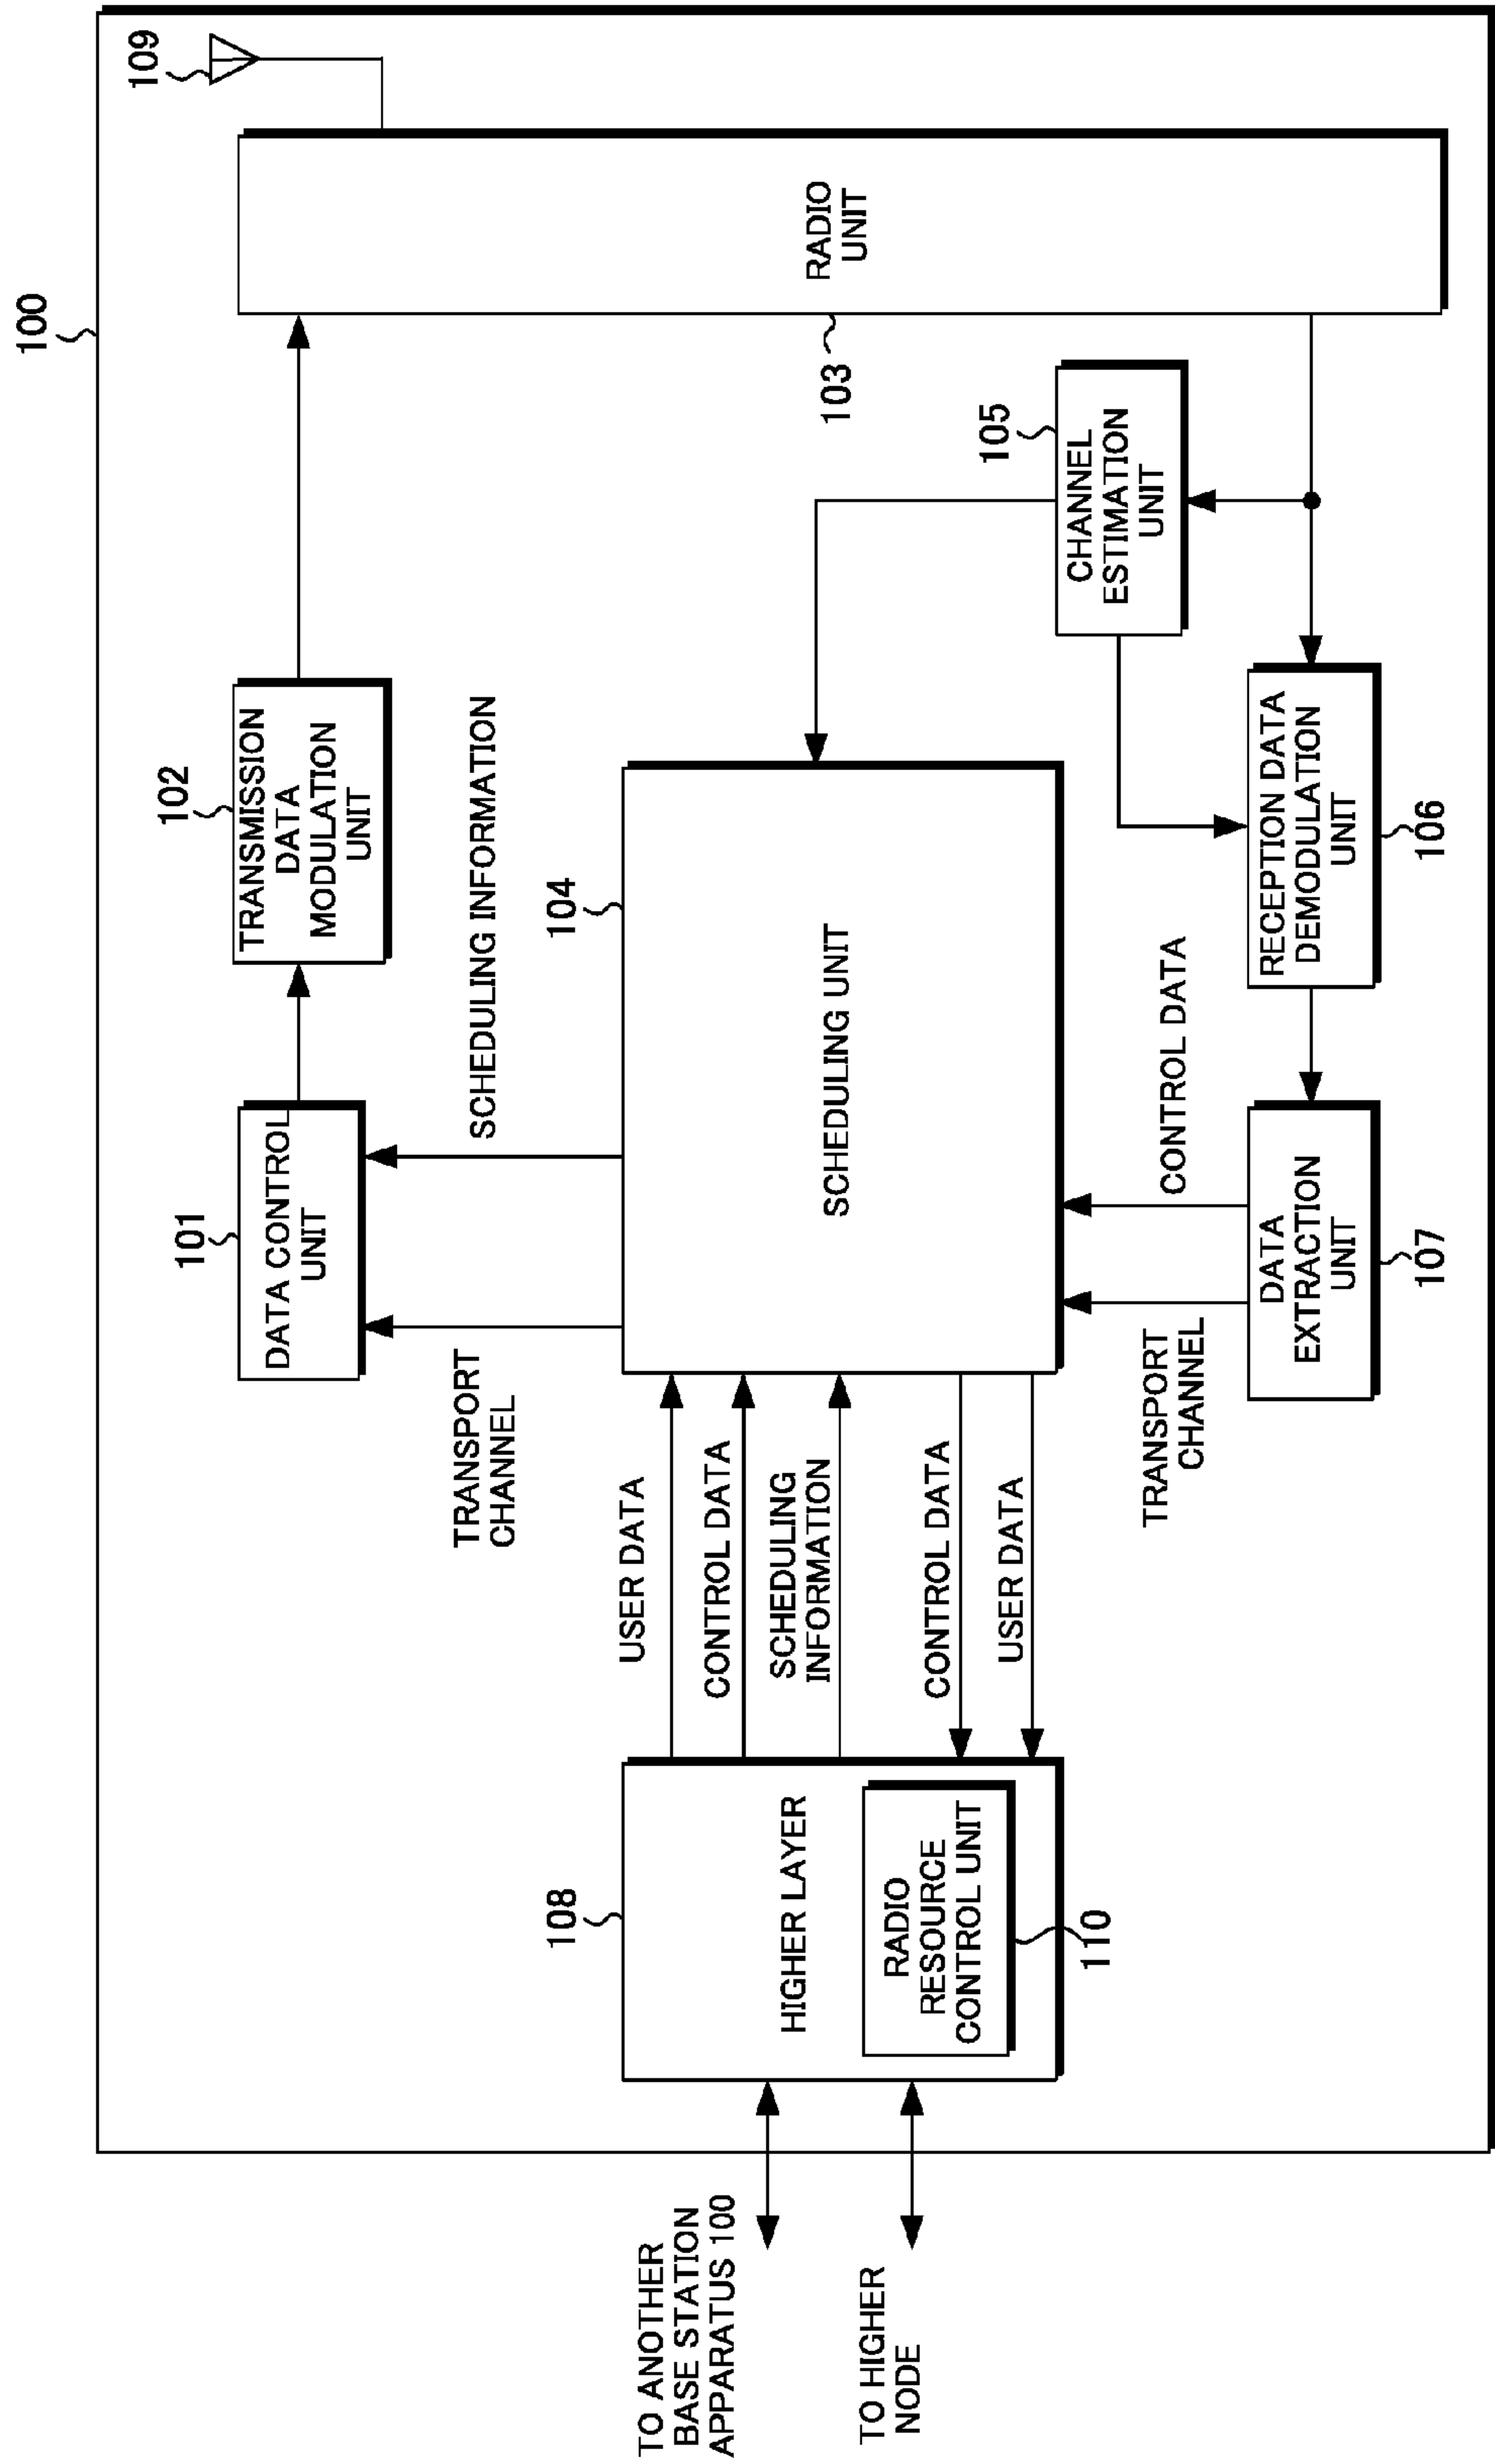 100
109
101
DATA CONTROL
UNIT
102
TRANSMISSION
DATA
MODULATION
UNIT
RADIO
UNIT
103
TRANSPORT
CHANNEL
SCHEDULING INFORMATION
108
HIGHER LAYER
RADIO
RESOURCE
CONTROL UNIT
110
USER DATA
CONTROL DATA
SCHEDULING
INFORMATION
CONTROL DATA
USER DATA
104
SCHEDULING UNIT
105
CHANNEL
ESTIMATION
UNIT
TO ANOTHER
BASE STATION
APPARATUS 100
TO HIGHER
NODE
TRANSPORT
CHANNEL
CONTROL DATA
DATA
EXTRACTION
UNIT
107
RECEPTION DATA
DEMODULATION
UNIT
106